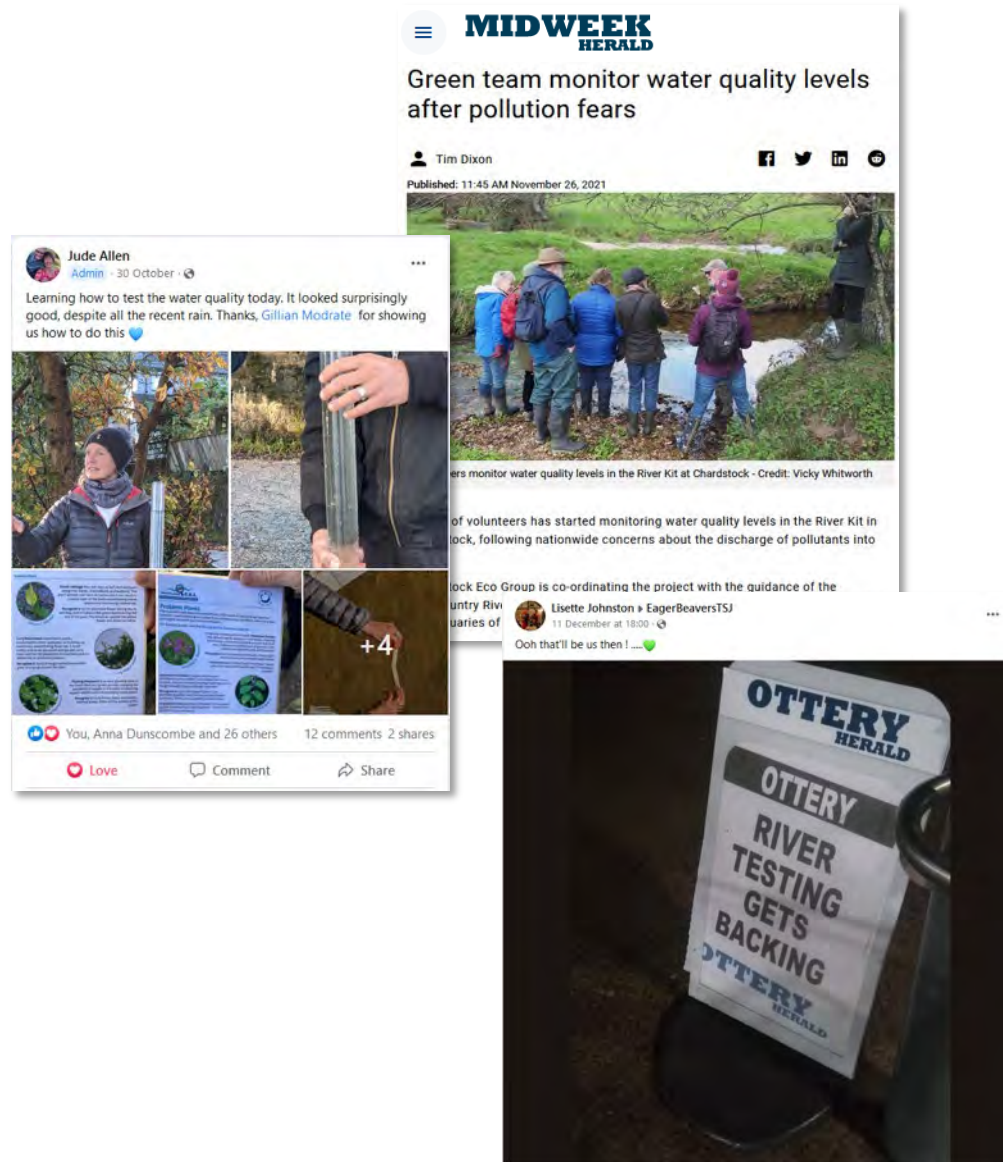 MIDWEEK
HERALD
Green team monitor water quality levels
after pollution fears
Tim Dixon
Published: 11:45 AM November 26, 2021
ers monitor water quality levels in the River Kit at Chardstock - Credit: Vicky Whitworth
of volunteers has started monitoring water quality levels in the River Kit in
tock, following nationwide concerns about the discharge of pollutants into
tock Eco Group is co-ordinating the project with the guidance of the
untry Rive
uaries of
Jude Allen
Admin · 30 October ·
Learning how to test the water quality today. It looked surprisingly
good, despite all the recent rain. Thanks, Gillian Modrate for showing
us how to do this
Problem Plants
+4
You, Anna Dunscombe and 26 others 12 comments 2 shares
Love Comment Share
Lisette Johnston ▸ EagerBeaversTSJ
11 December at 18:00 ·
Ooh that'll be us then ! .....
OTTERY
HERALD
OTTERY
RIVER
TESTING
GETS
BACKING
OTTERY
HERALD